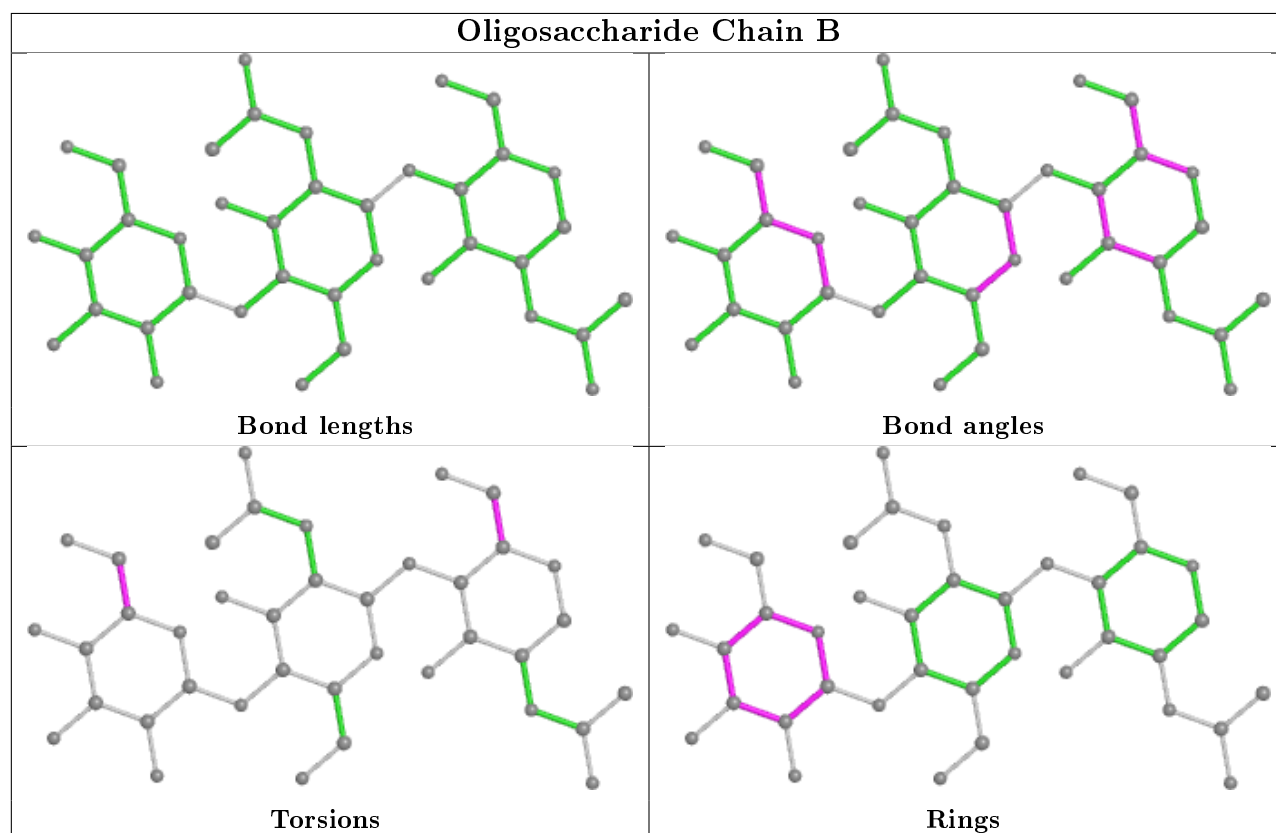 Oligosaccharide Chain B
Bond lengths
Bond angles
Torsions
Rings